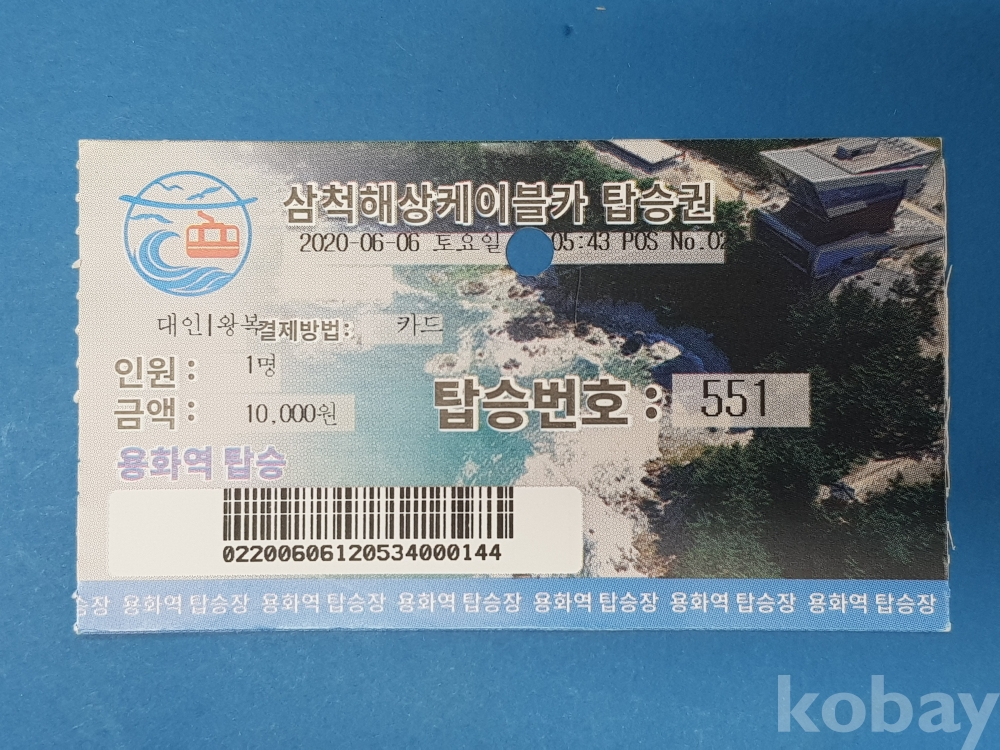 삼척해상케이블카 탑승권
2020-06-06 토요일 05:43 POS No.02
대인|왕복 결제방법: 카드
인원 : 1명
금액 : 10,000원
탑승번호 : 551
용화역 탑승
02200606120534000144
승장 용화역 탑승장 용화역 탑승장 용화역 탑승장 용화역 탑승장 용화역 탑승장 용화역 탑승장
kobay